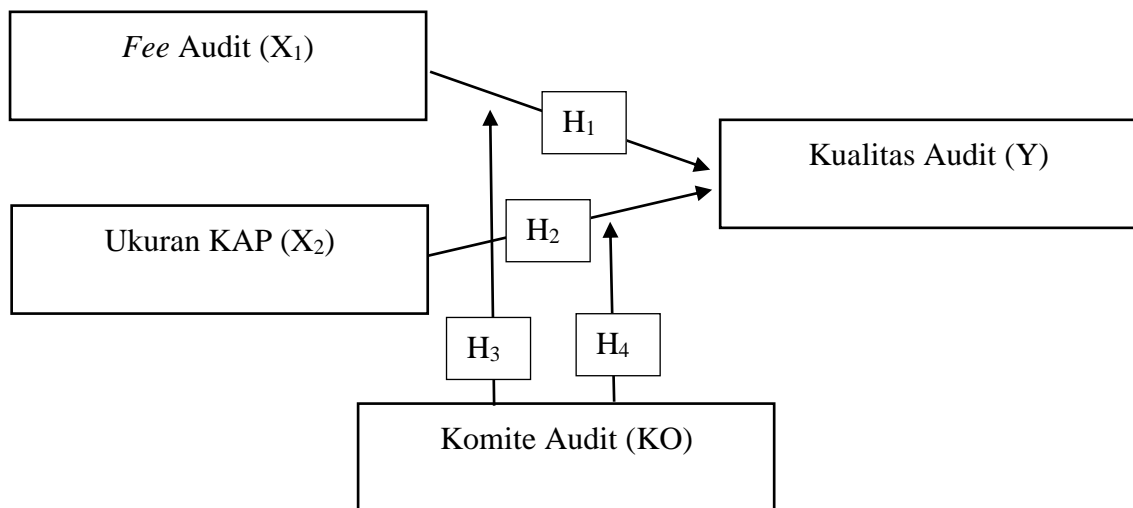 Fee Audit (X₁)
H₁
Kualitas Audit (Y)
Ukuran KAP (X₂)
H₂
H₃
H₄
Komite Audit (KO)